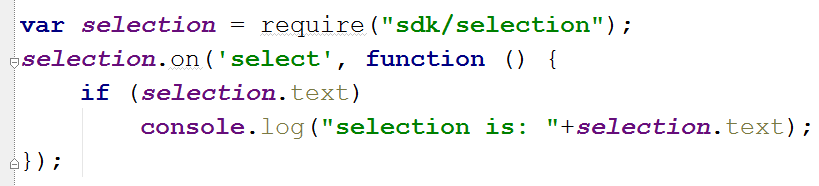 var selection = require("sdk/selection");
selection.on('select', function () {
    if (selection.text)
        console.log("selection is: "+selection.text);
});